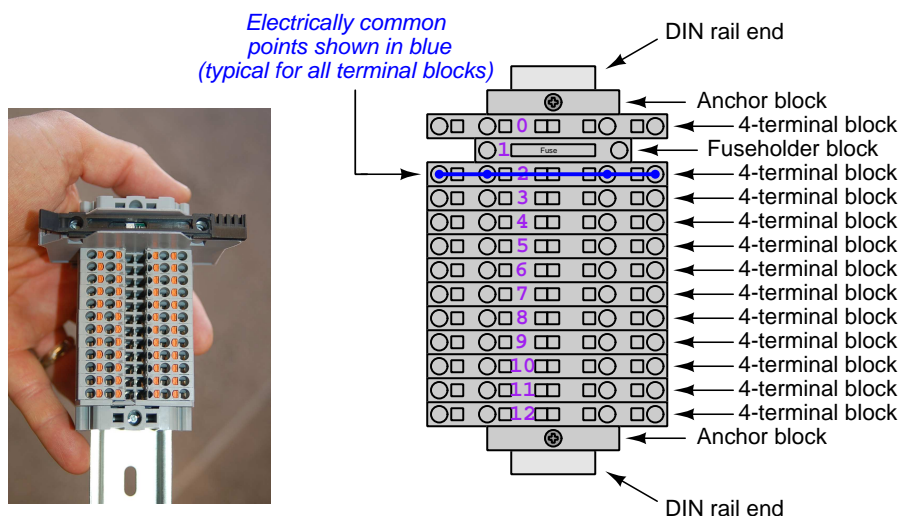 Electrically common
points shown in blue
(typical for all terminal blocks)
DIN rail end
Anchor block
0
4-terminal block
1
Fuse
Fuseholder block
2
4-terminal block
3
4-terminal block
4
4-terminal block
5
4-terminal block
6
4-terminal block
7
4-terminal block
8
4-terminal block
9
4-terminal block
10
4-terminal block
11
4-terminal block
12
4-terminal block
Anchor block
DIN rail end